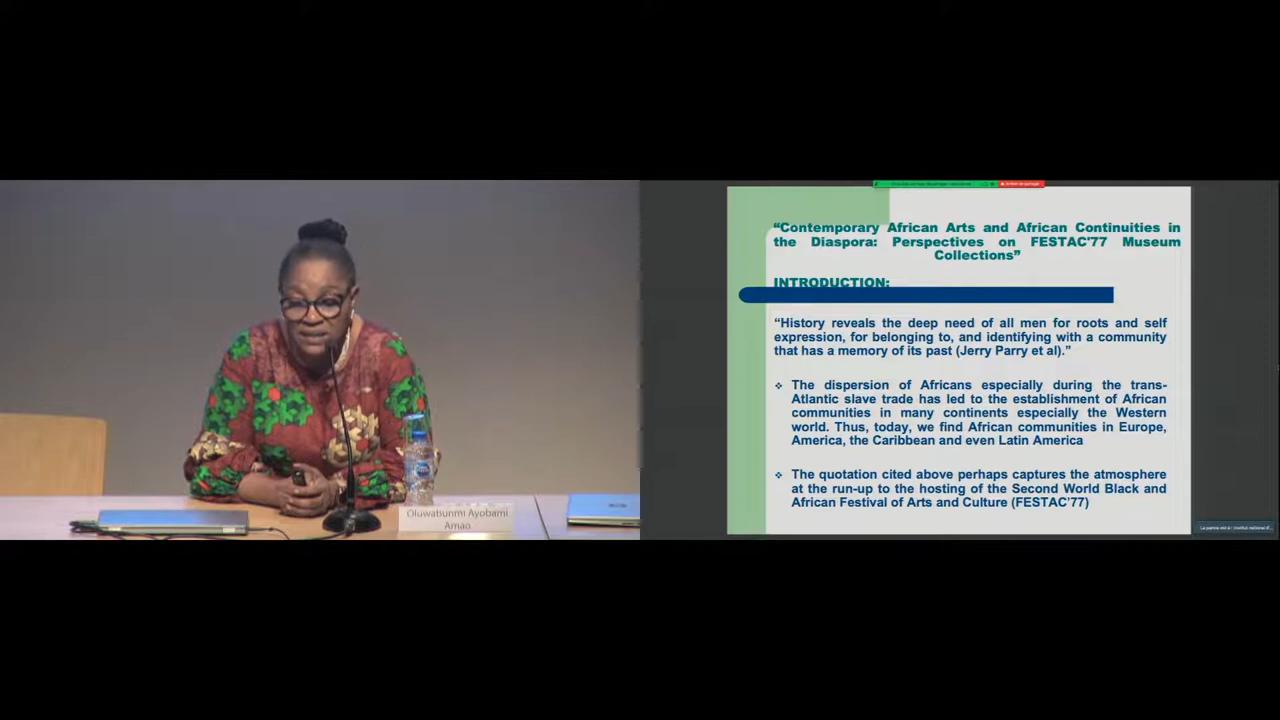 Oluwabunmi Ayobami
Amao
“Contemporary African Arts and African Continuities in
the Diaspora: Perspectives on FESTAC'77 Museum
Collections”
INTRODUCTION:
“History reveals the deep need of all men for roots and self
expression, for belonging to, and identifying with a community
that has a memory of its past (Jerry Parry et al).”
❖ The dispersion of Africans especially during the trans-
Atlantic slave trade has led to the establishment of African
communities in many continents especially the Western
world. Thus, today, we find African communities in Europe,
America, the Caribbean and even Latin America
❖ The quotation cited above perhaps captures the atmosphere
at the run-up to the hosting of the Second World Black and
African Festival of Arts and Culture (FESTAC'77)